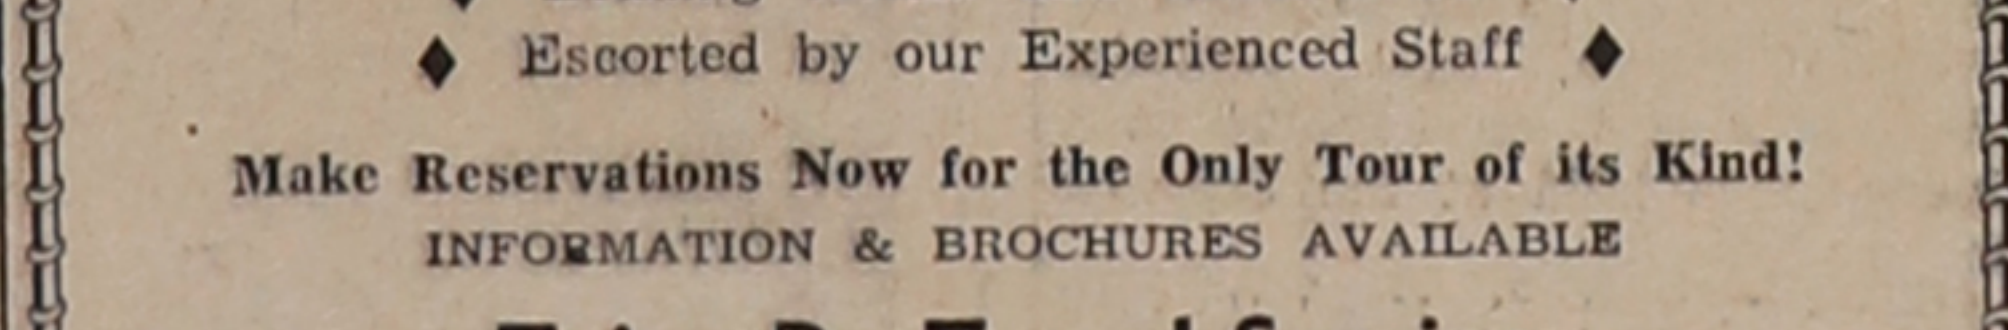 ♦ Escorted by our Experienced Staff ♦
Make Reservations Now for the Only Tour of its Kind!
INFORMATION & BROCHURES AVAILABLE